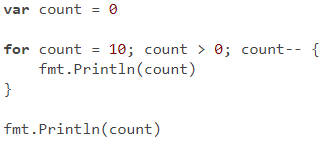 var count = 0
for count = 10; count > 0; count-- {
    fmt.Println(count)
}
fmt.Println(count)